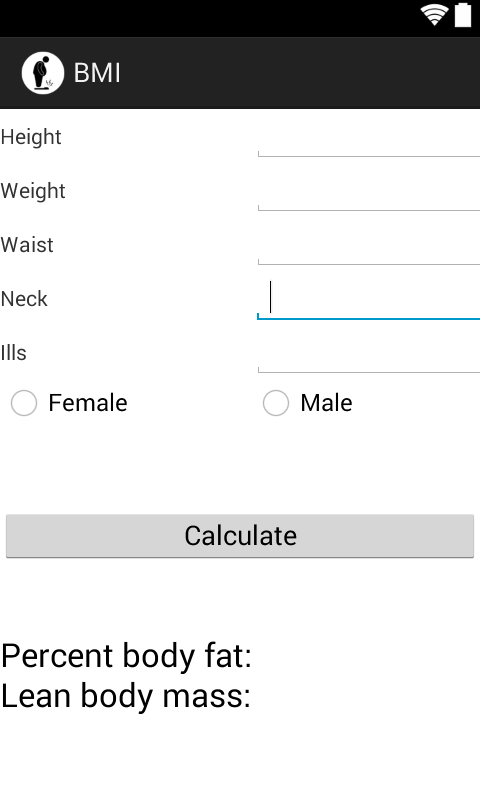 BMI
Height
Weight
Waist
Neck
Ills
Female Male
Calculate
Percent body fat:
Lean body mass: